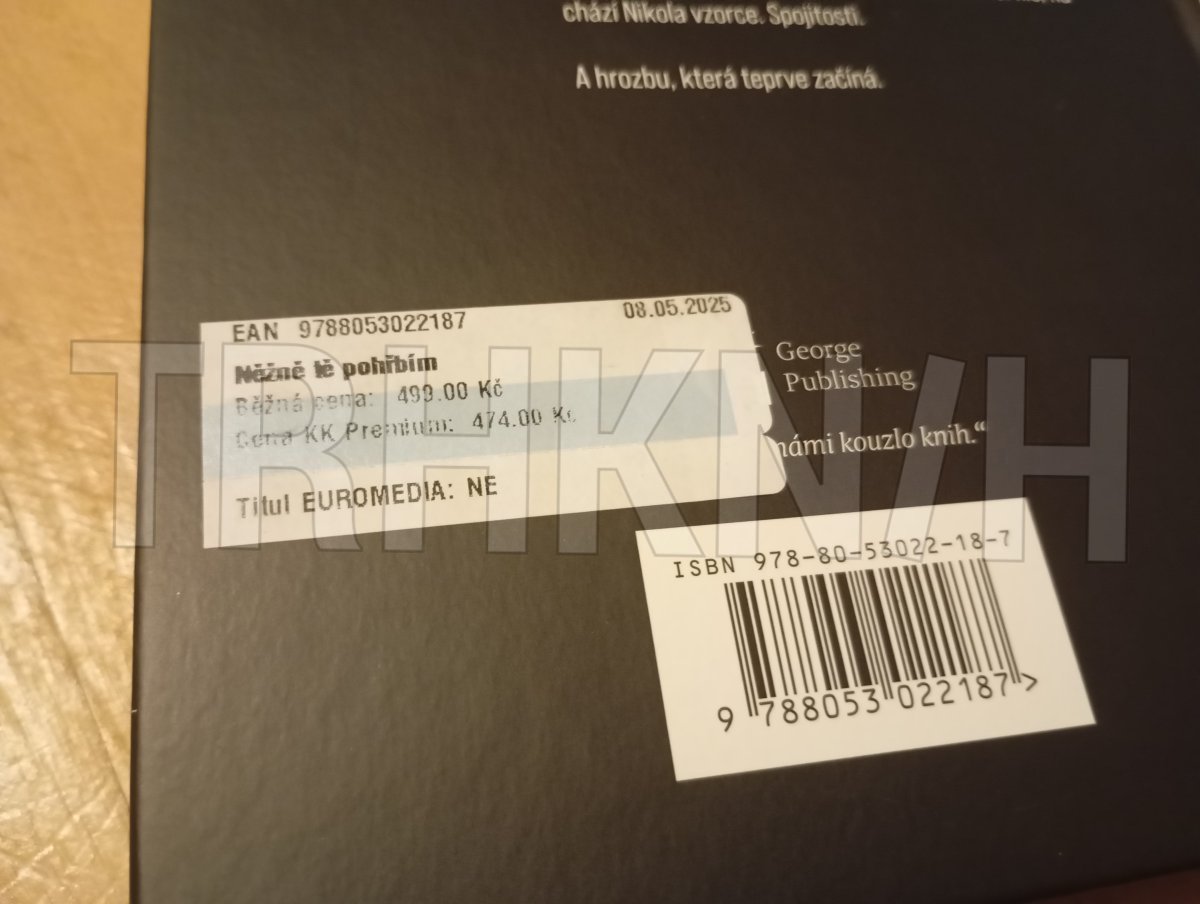 chází Nikola vzorce. Spojitosti.
A hrozbu, která teprve začíná.
EAN 9788053022187
08.05.2025
Něžně tě pohřbím
Běžná cena: 499.00 Kč
Cena KK Premium: 474.00 Kč
Titul EUROMEDIA: NE
George
Publishing
námi kouzlo knih.“
ISBN 978-80-53022-18-7
9 788053 022187 >
TRHKNIH